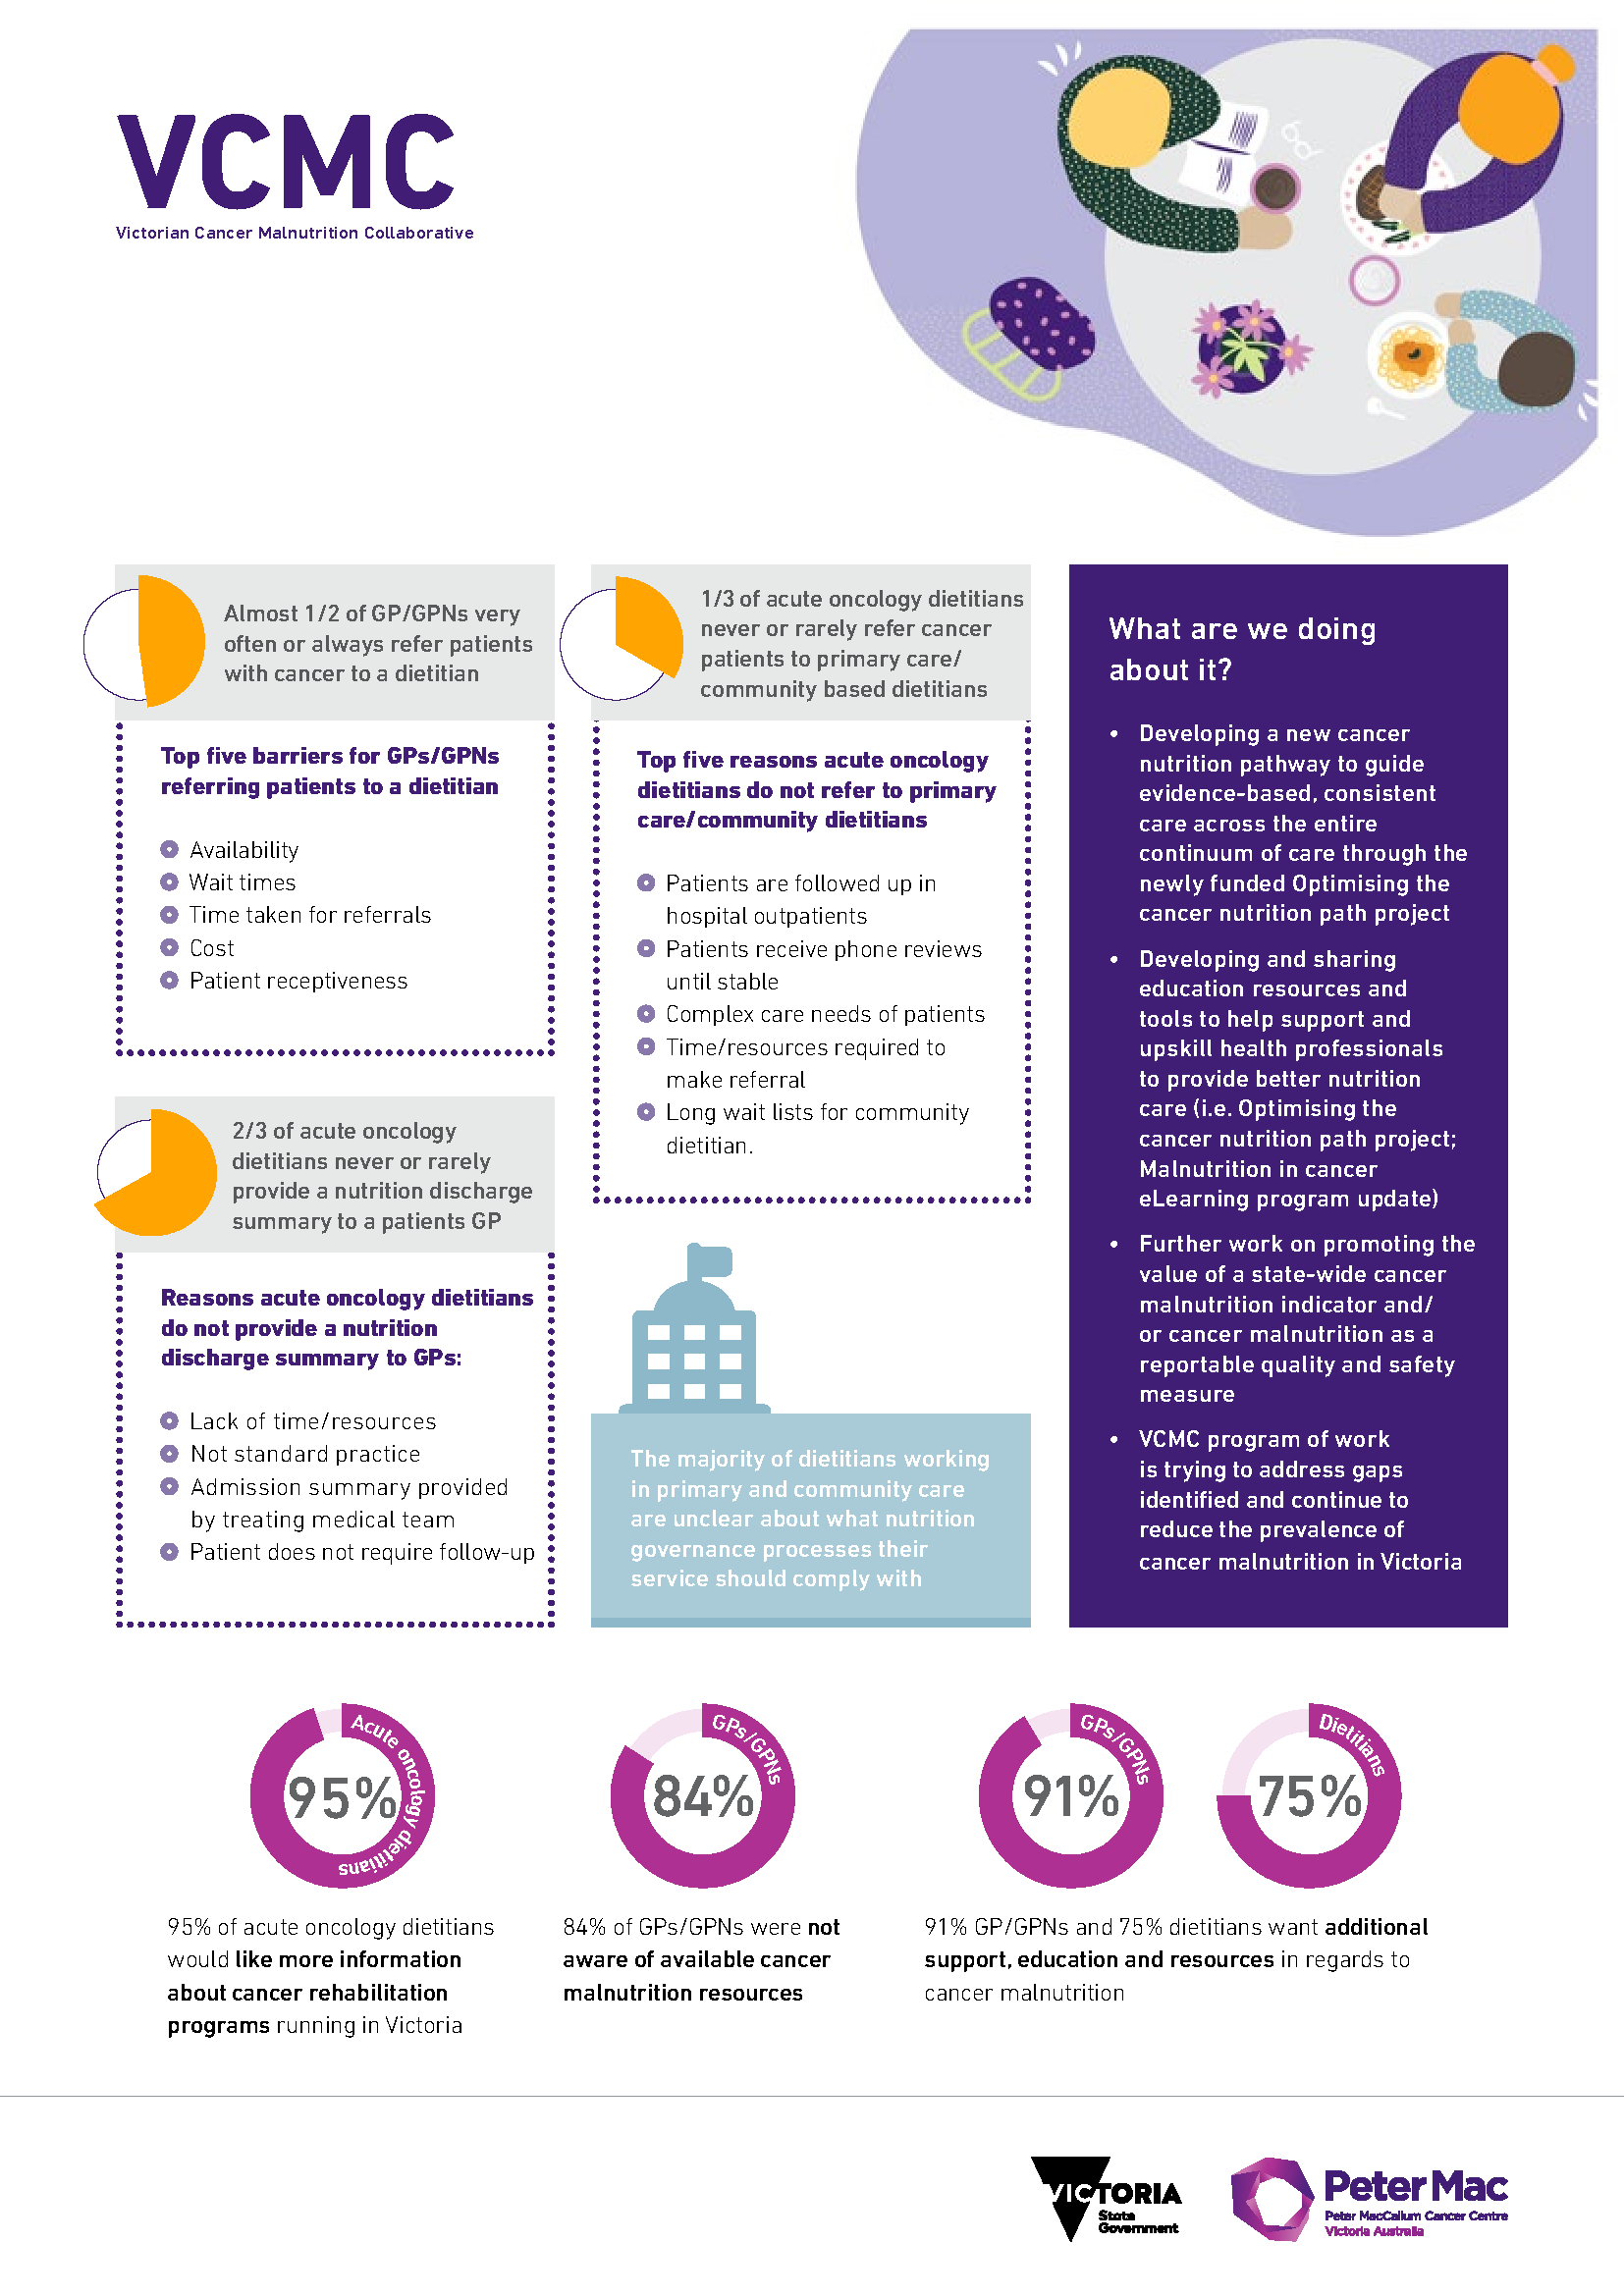 VCMC
Victorian Cancer Malnutrition Collaborative
Almost 1/2 of GP/GPNs very
often or always refer patients
with cancer to a dietitian
Top five barriers for GPs/GPNs
referring patients to a dietitian
Availability
Wait times
Time taken for referrals
Cost
Patient receptiveness
2/3 of acute oncology
dietitians never or rarely
provide a nutrition discharge
summary to a patients GP
Reasons acute oncology dietitians
do not provide a nutrition
discharge summary to GPs:
Lack of time/resources
Not standard practice
Admission summary provided
by treating medical team
Patient does not require follow-up
1/3 of acute oncology dietitians
never or rarely refer cancer
patients to primary care/
community based dietitians
Top five reasons acute oncology
dietitians do not refer to primary
care/community dietitians
Patients are followed up in
hospital outpatients
Patients receive phone reviews
until stable
Complex care needs of patients
Time/resources required to
make referral
Long wait lists for community
dietitian.
The majority of dietitians working
in primary and community care
are unclear about what nutrition
governance processes their
service should comply with
What are we doing
about it?
• Developing a new cancer
nutrition pathway to guide
evidence-based, consistent
care across the entire
continuum of care through the
newly funded Optimising the
cancer nutrition path project
• Developing and sharing
education resources and
tools to help support and
upskill health professionals
to provide better nutrition
care (i.e. Optimising the
cancer nutrition path project;
Malnutrition in cancer
eLearning program update)
• Further work on promoting the
value of a state-wide cancer
malnutrition indicator and/
or cancer malnutrition as a
reportable quality and safety
measure
• VCMC program of work
is trying to address gaps
identified and continue to
reduce the prevalence of
cancer malnutrition in Victoria
Acute oncology dietitians
95%
95% of acute oncology dietitians
would like more information
about cancer rehabilitation
programs running in Victoria
GPs/GPNs
84%
84% of GPs/GPNs were not
aware of available cancer
malnutrition resources
GPs/GPNs
91%
Dietitians
75%
91% GP/GPNs and 75% dietitians want additional
support, education and resources in regards to
cancer malnutrition
VICTORIA
State
Government
Peter Mac
Peter MacCallum Cancer Centre
Victoria Australia